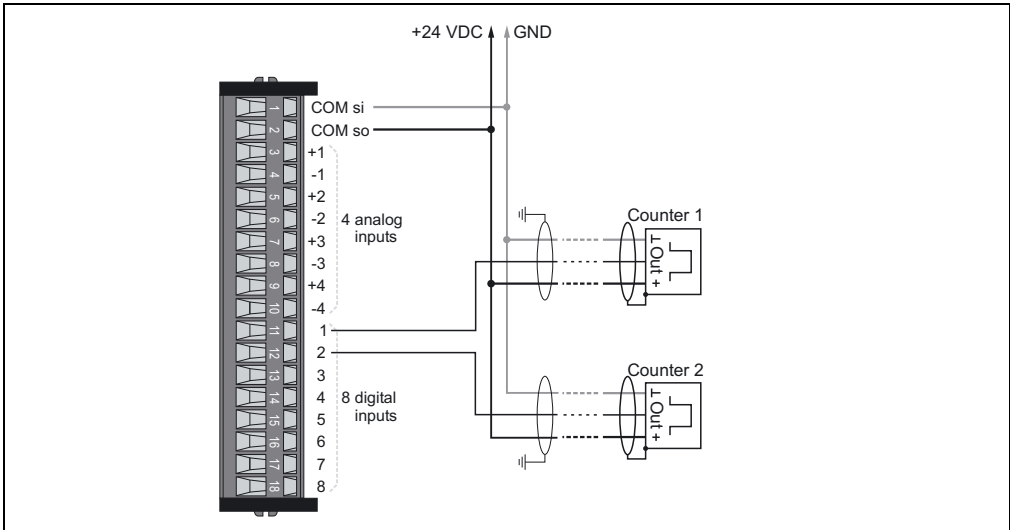 +24 VDC GND
1 COM si
2 COM so
3 +1
4 -1
5 +2
6 -2
7 +3
8 -3
9 +4
10 -4
4 analog
inputs
11 1
12 2
13 3
14 4
15 5
16 6
17 7
18 8
8 digital
inputs
Counter 1
⊥ Out +
Counter 2
⊥ Out +